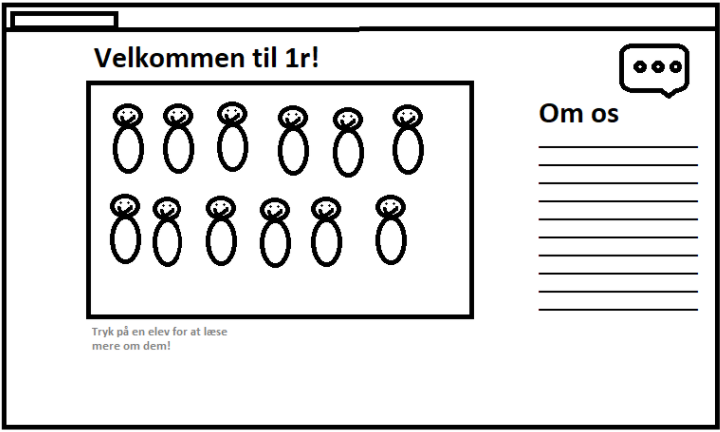 Velkommen til 1r!
Om os
Tryk på en elev for at læse
mere om dem!